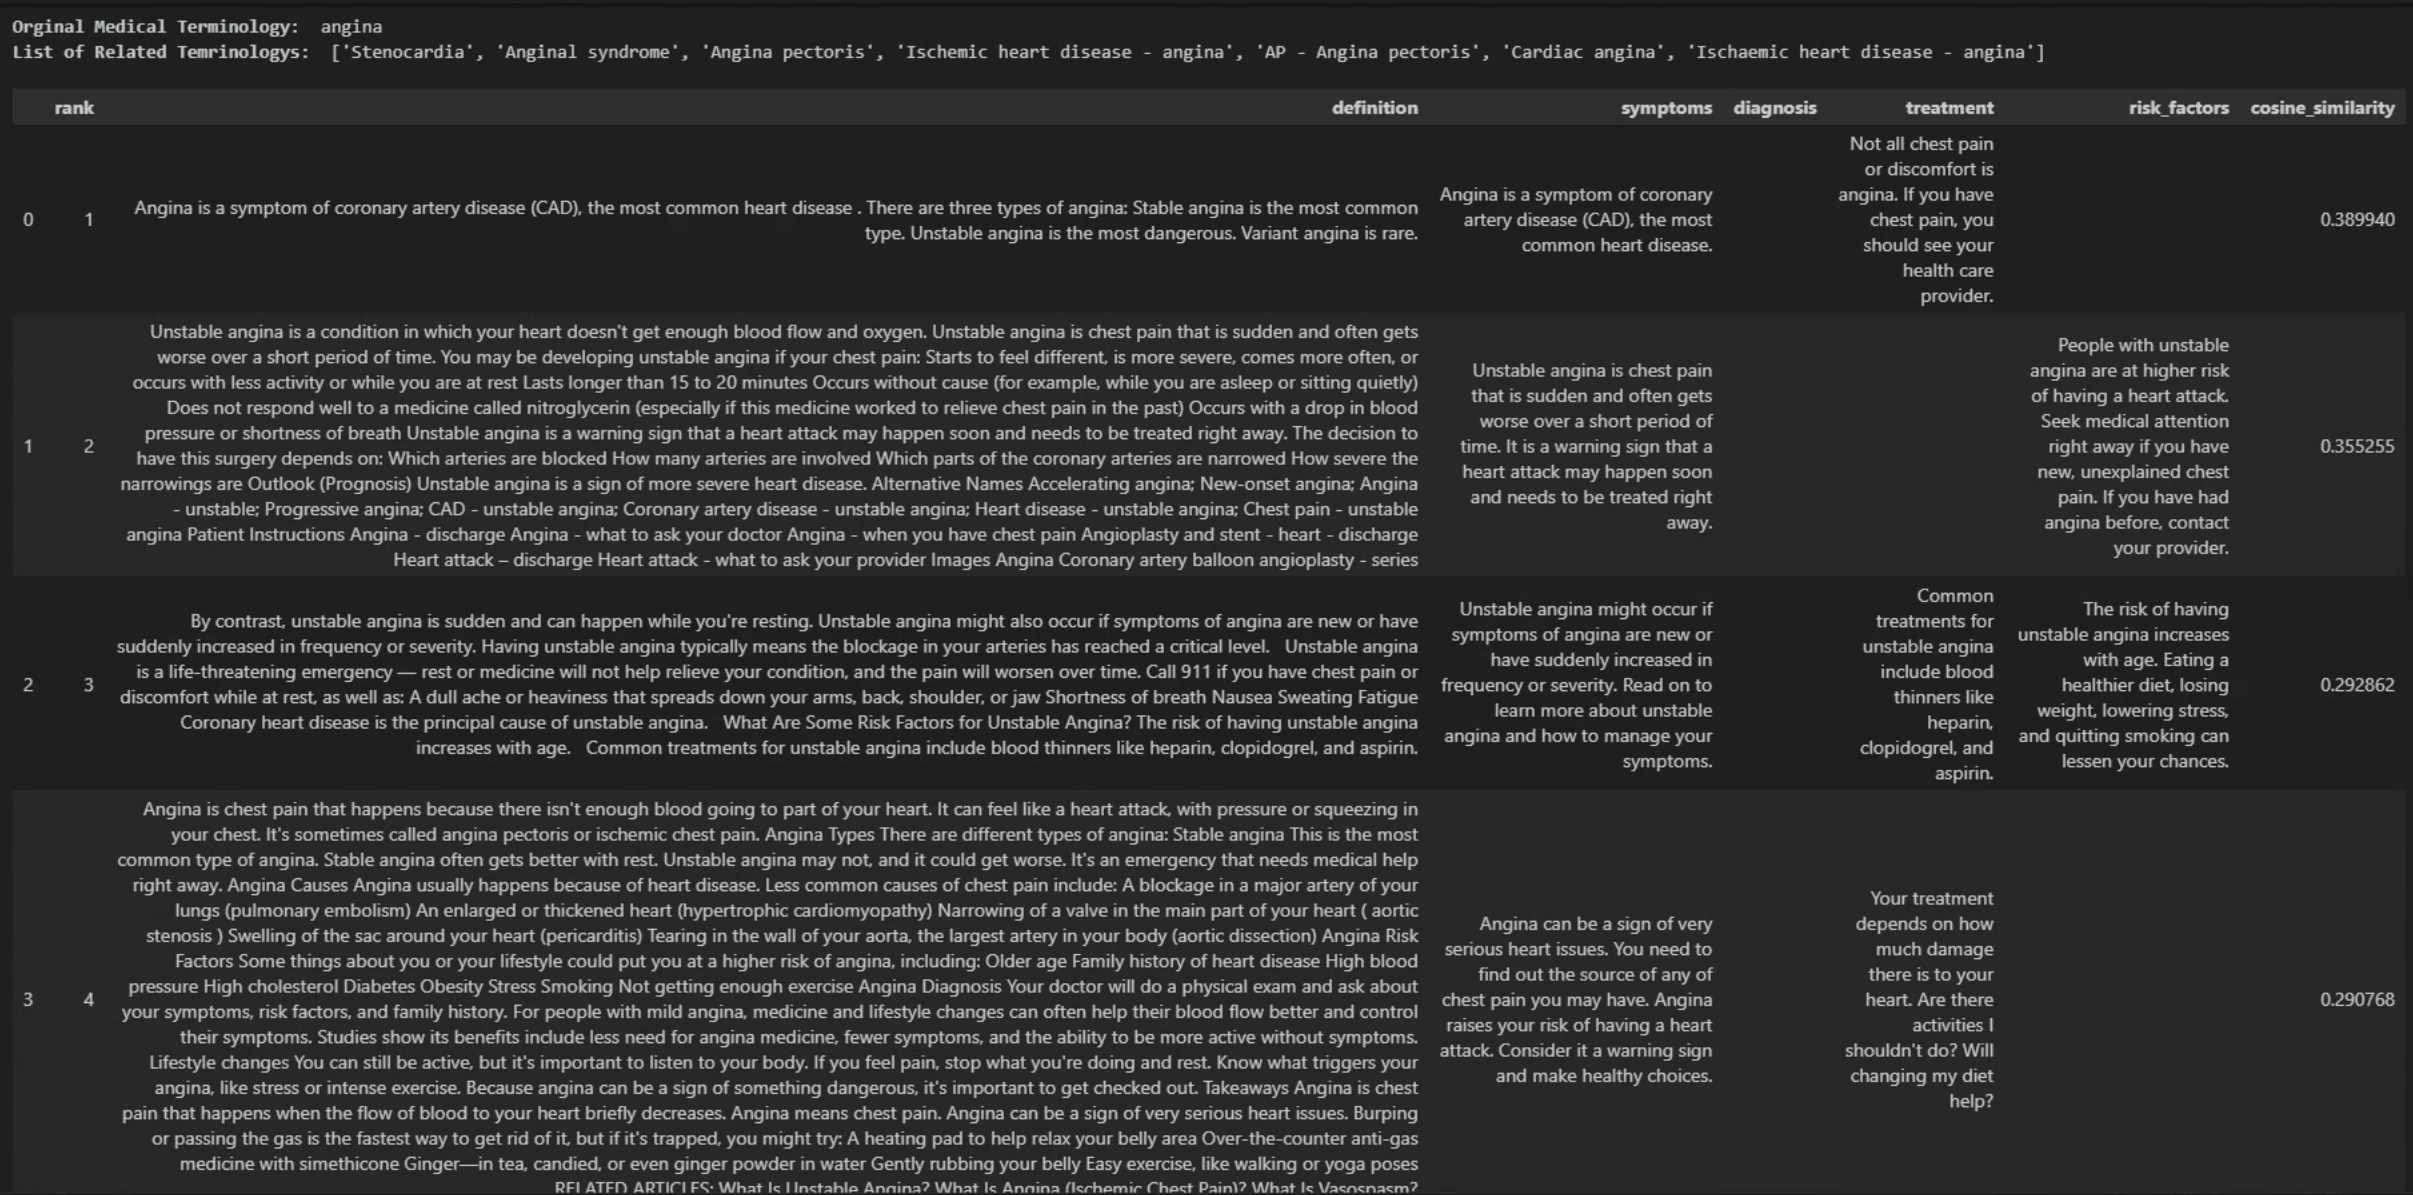 Orginal Medical Terminology: angina
List of Related Temrinologys: ['Stenocardia', 'Anginal syndrome', 'Angina pectoris', 'Ischemic heart disease - angina', 'AP - Angina pectoris', 'Cardiac angina', 'Ischaemic heart disease - angina']
rank definition symptoms diagnosis treatment risk_factors cosine_similarity
0 1
Angina is a symptom of coronary artery disease (CAD), the most common heart disease . There are three types of angina: Stable angina is the most common
type. Unstable angina is the most dangerous. Variant angina is rare.
Angina is a symptom of coronary
artery disease (CAD), the most
common heart disease.
Not all chest pain
or discomfort is
angina. If you have
chest pain, you
should see your
health care
provider.
0.389940
1 2
Unstable angina is a condition in which your heart doesn't get enough blood flow and oxygen. Unstable angina is chest pain that is sudden and often gets
worse over a short period of time. You may be developing unstable angina if your chest pain: Starts to feel different, is more severe, comes more often, or
occurs with less activity or while you are at rest Lasts longer than 15 to 20 minutes Occurs without cause (for example, while you are asleep or sitting quietly)
Does not respond well to a medicine called nitroglycerin (especially if this medicine worked to relieve chest pain in the past) Occurs with a drop in blood
pressure or shortness of breath Unstable angina is a warning sign that a heart attack may happen soon and needs to be treated right away. The decision to
have this surgery depends on: Which arteries are blocked How many arteries are involved Which parts of the coronary arteries are narrowed How severe the
narrowings are Outlook (Prognosis) Unstable angina is a sign of more severe heart disease. Alternative Names Accelerating angina; New-onset angina; Angina
- unstable; Progressive angina; CAD - unstable angina; Coronary artery disease - unstable angina; Heart disease - unstable angina; Chest pain - unstable
angina Patient Instructions Angina - discharge Angina - what to ask your doctor Angina - when you have chest pain Angioplasty and stent - heart - discharge
Heart attack – discharge Heart attack - what to ask your provider Images Angina Coronary artery balloon angioplasty - series
Unstable angina is chest pain
that is sudden and often gets
worse over a short period of
time. It is a warning sign that a
heart attack may happen soon
and needs to be treated right
away.
People with unstable
angina are at higher risk
of having a heart attack.
Seek medical attention
right away if you have
new, unexplained chest
pain. If you have had
angina before, contact
your provider.
0.355255
2 3
By contrast, unstable angina is sudden and can happen while you're resting. Unstable angina might also occur if symptoms of angina are new or have
suddenly increased in frequency or severity. Having unstable angina typically means the blockage in your arteries has reached a critical level. Unstable angina
is a life-threatening emergency — rest or medicine will not help relieve your condition, and the pain will worsen over time. Call 911 if you have chest pain or
discomfort while at rest, as well as: A dull ache or heaviness that spreads down your arms, back, shoulder, or jaw Shortness of breath Nausea Sweating Fatigue
Coronary heart disease is the principal cause of unstable angina. What Are Some Risk Factors for Unstable Angina? The risk of having unstable angina
increases with age. Common treatments for unstable angina include blood thinners like heparin, clopidogrel, and aspirin.
Unstable angina might occur if
symptoms of angina are new or
have suddenly increased in
frequency or severity. Read on to
learn more about unstable
angina and how to manage your
symptoms.
Common
treatments for
unstable angina
include blood
thinners like
heparin,
clopidogrel, and
aspirin.
The risk of having
unstable angina increases
with age. Eating a
healthier diet, losing
weight, lowering stress,
and quitting smoking can
lessen your chances.
0.292862
3 4
Angina is chest pain that happens because there isn't enough blood going to part of your heart. It can feel like a heart attack, with pressure or squeezing in
your chest. It's sometimes called angina pectoris or ischemic chest pain. Angina Types There are different types of angina: Stable angina This is the most
common type of angina. Stable angina often gets better with rest. Unstable angina may not, and it could get worse. It's an emergency that needs medical help
right away. Angina Causes Angina usually happens because of heart disease. Less common causes of chest pain include: A blockage in a major artery of your
lungs (pulmonary embolism) An enlarged or thickened heart (hypertrophic cardiomyopathy) Narrowing of a valve in the main part of your heart ( aortic
stenosis ) Swelling of the sac around your heart (pericarditis) Tearing in the wall of your aorta, the largest artery in your body (aortic dissection) Angina Risk
Factors Some things about you or your lifestyle could put you at a higher risk of angina, including: Older age Family history of heart disease High blood
pressure High cholesterol Diabetes Obesity Stress Smoking Not getting enough exercise Angina Diagnosis Your doctor will do a physical exam and ask about
your symptoms, risk factors, and family history. For people with mild angina, medicine and lifestyle changes can often help their blood flow better and control
their symptoms. Studies show its benefits include less need for angina medicine, fewer symptoms, and the ability to be more active without symptoms.
Lifestyle changes You can still be active, but it's important to listen to your body. If you feel pain, stop what you're doing and rest. Know what triggers your
angina, like stress or intense exercise. Because angina can be a sign of something dangerous, it's important to get checked out. Takeaways Angina is chest
pain that happens when the flow of blood to your heart briefly decreases. Angina means chest pain. Angina can be a sign of very serious heart issues. Burping
or passing the gas is the fastest way to get rid of it, but if it's trapped, you might try: A heating pad to help relax your belly area Over-the-counter anti-gas
medicine with simethicone Ginger—in tea, candied, or even ginger powder in water Gently rubbing your belly Easy exercise, like walking or yoga poses
RELATED ARTICLES: What Is Unstable Angina? What Is Angina (Ischemic Chest Pain)? What Is Vasospasm?
Angina can be a sign of very
serious heart issues. You need to
find out the source of any of
chest pain you may have. Angina
raises your risk of having a heart
attack. Consider it a warning sign
and make healthy choices.
Your treatment
depends on how
much damage
there is to your
heart. Are there
activities I
shouldn't do? Will
changing my diet
help?
0.290768